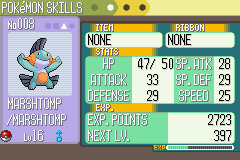 POKéMON SKILLS
No003
MARSHTOMP
/MARSHTOMP
Lv16 ♂
ITEM RIBBON
NONE NONE
STATS
HP 47/ 50 SP. ATK 28
ATTACK 33 SP. DEF 29
DEFENSE 29 SPEED 25
EXP.
EXP. POINTS 2723
NEXT LV. 397
EXP